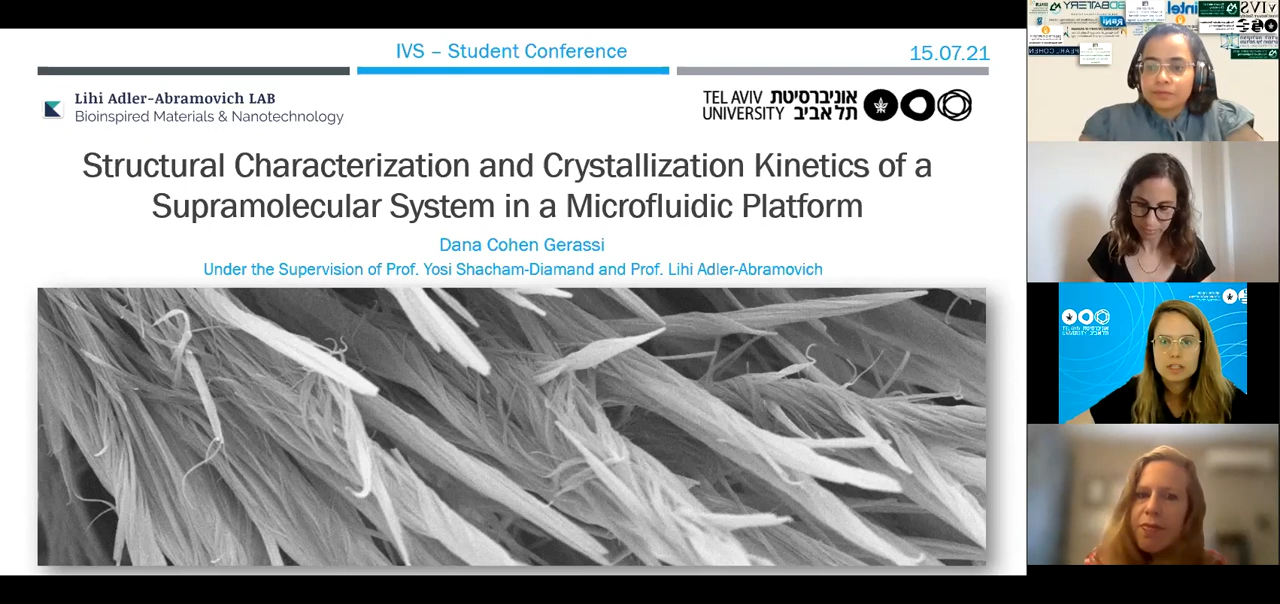 IVS – Student Conference
15.07.21
Lihi Adler-Abramovich LAB
Bioinspired Materials & Nanotechnology
TEL AVIV אוניברסיטת
UNIVERSITY תל אביב
Structural Characterization and Crystallization Kinetics of a
Supramolecular System in a Microfluidic Platform
Dana Cohen Gerassi
Under the Supervision of Prof. Yosi Shacham-Diamand and Prof. Lihi Adler-Abramovich
intel
IVS